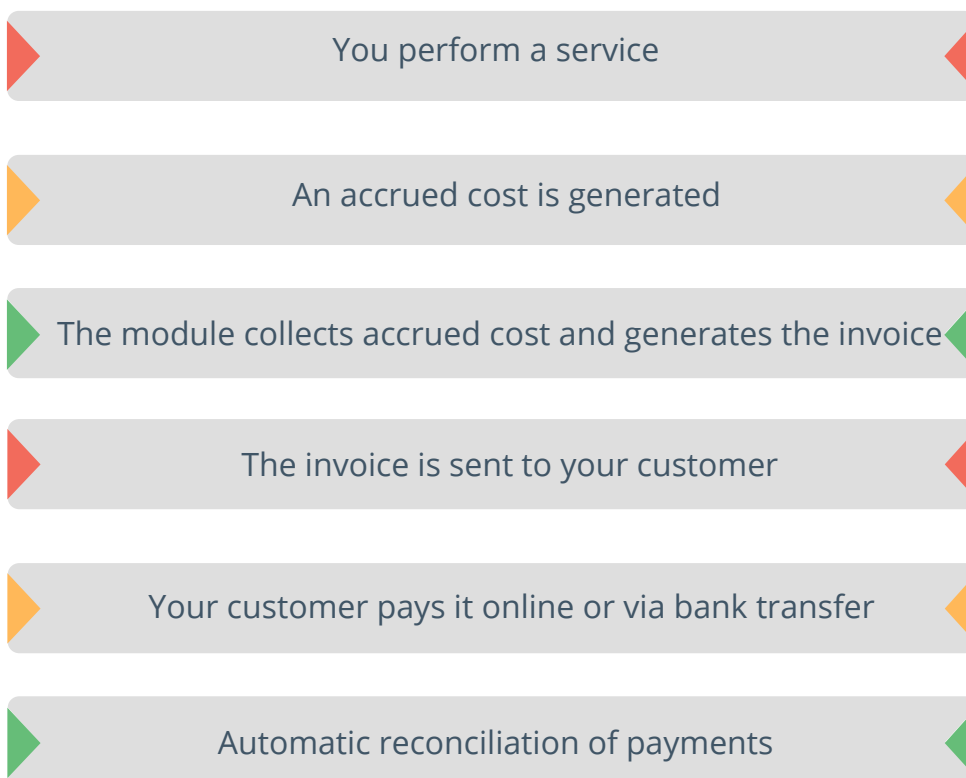 You perform a service
An accrued cost is generated
The module collects accrued cost and generates the invoice
The invoice is sent to your customer
Your customer pays it online or via bank transfer
Automatic reconciliation of payments